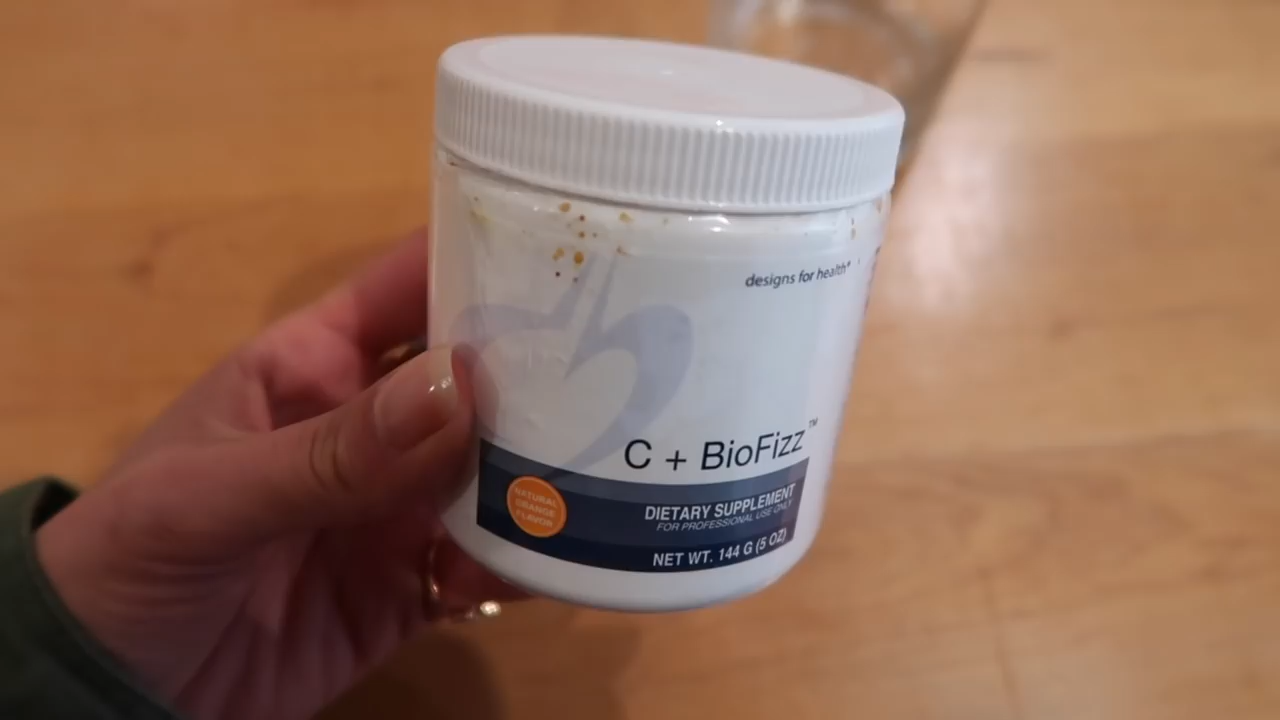 designs for health®
C + BioFizz™
NATURAL
ORANGE
FLAVOR
DIETARY SUPPLEMENT
FOR PROFESSIONAL USE ONLY
NET WT. 144 G (5 OZ)